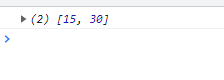 (2) [15, 30]